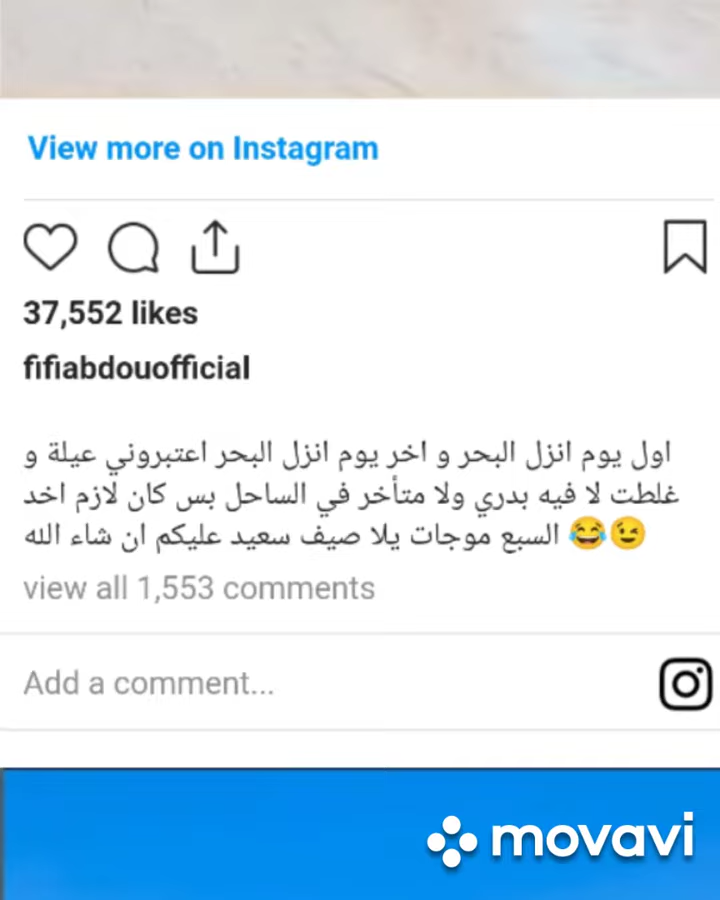 View more on Instagram
37,552 likes
fifiabdouofficial
اول يوم انزل البحر و اخر يوم انزل البحر اعتبروني عيلة و
غلطت لا فيه بدري ولا متأخر في الساحل بس كان لازم اخد
السبع موجات يلا صيف سعيد عليكم ان شاء الله 😂😉
view all 1,553 comments
Add a comment...
movavi